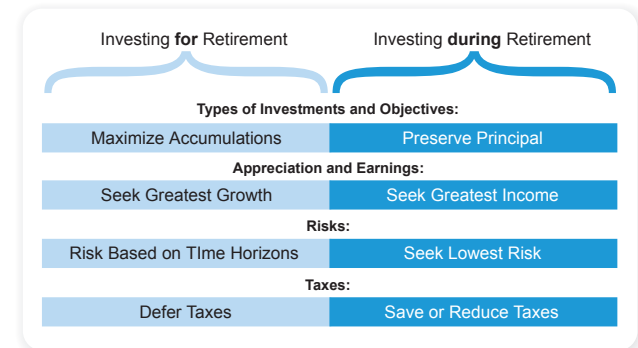 Investing for Retirement
Investing during Retirement
Types of Investments and Objectives:
Maximize Accumulations
Preserve Principal
Appreciation and Earnings:
Seek Greatest Growth
Seek Greatest Income
Risks:
Risk Based on TIme Horizons
Seek Lowest Risk
Taxes:
Defer Taxes
Save or Reduce Taxes